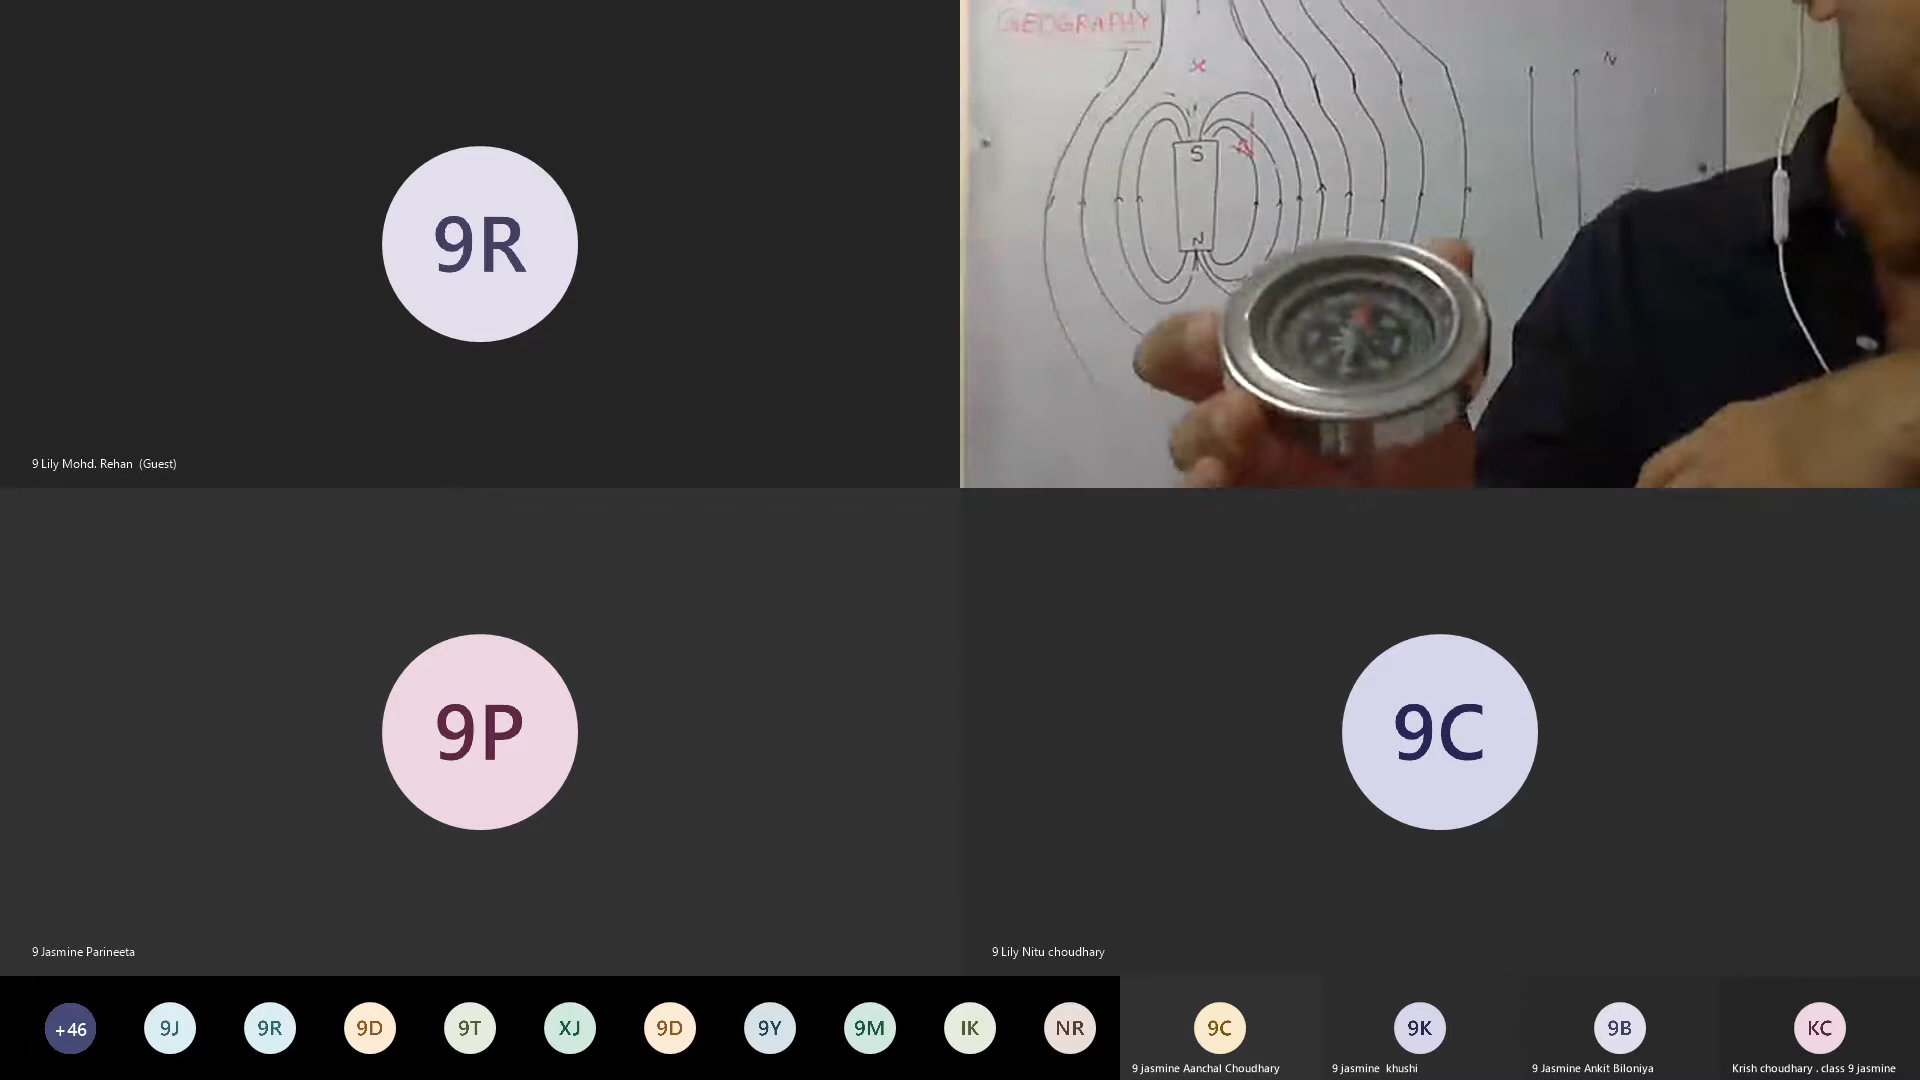 GEOGRAPHY
N
S
N
9R
9 Lily Mohd. Rehan (Guest)
9P
9 Jasmine Parineeta
9C
9 Lily Nitu choudhary
+46
9J
9R
9D
9T
XJ
9D
9Y
9M
IK
NR
9C
9 jasmine Aanchal Choudhary
9K
9 jasmine khushi
9B
9 Jasmine Ankit Biloniya
KC
Krish choudhary . class 9 jasmine